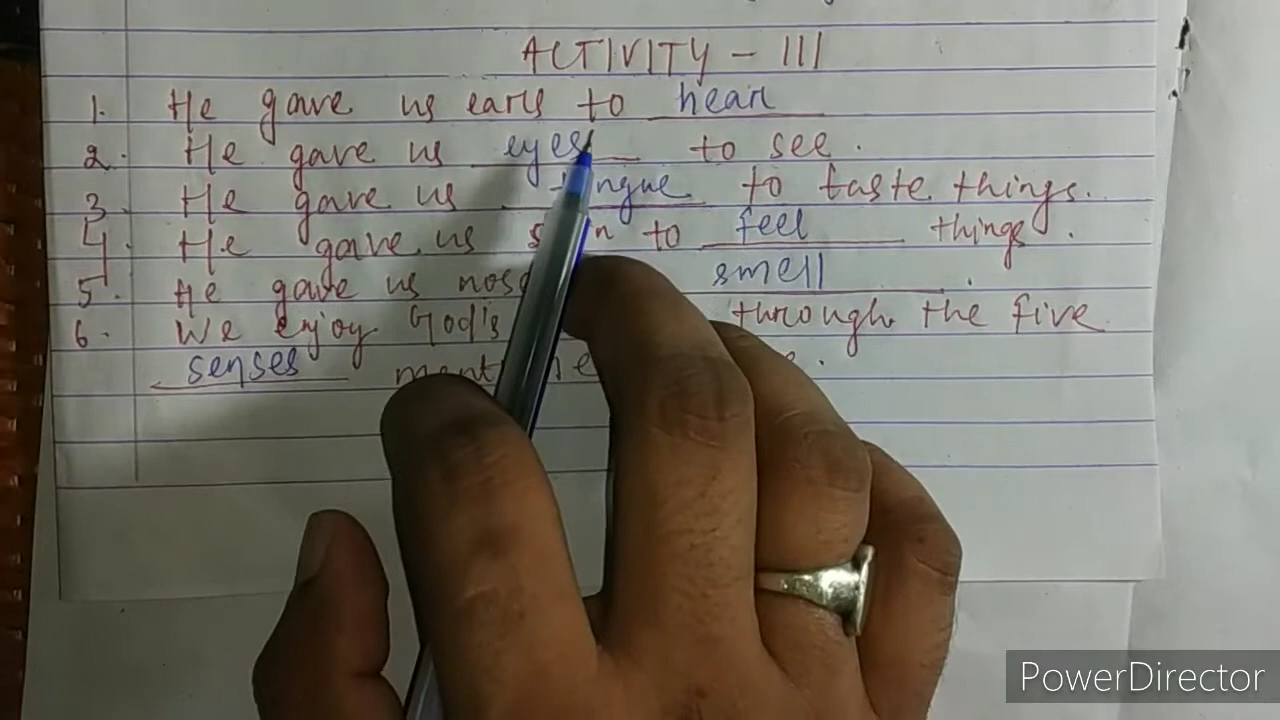 ACTIVITY - III
1. He gave us ears to hear
2. He gave us eyes to see.
3. He gave us tongue to taste things.
4. He gave us to feel things.
5. He gave us nose smell.
6. We enjoy God's through the five
senses
PowerDirector